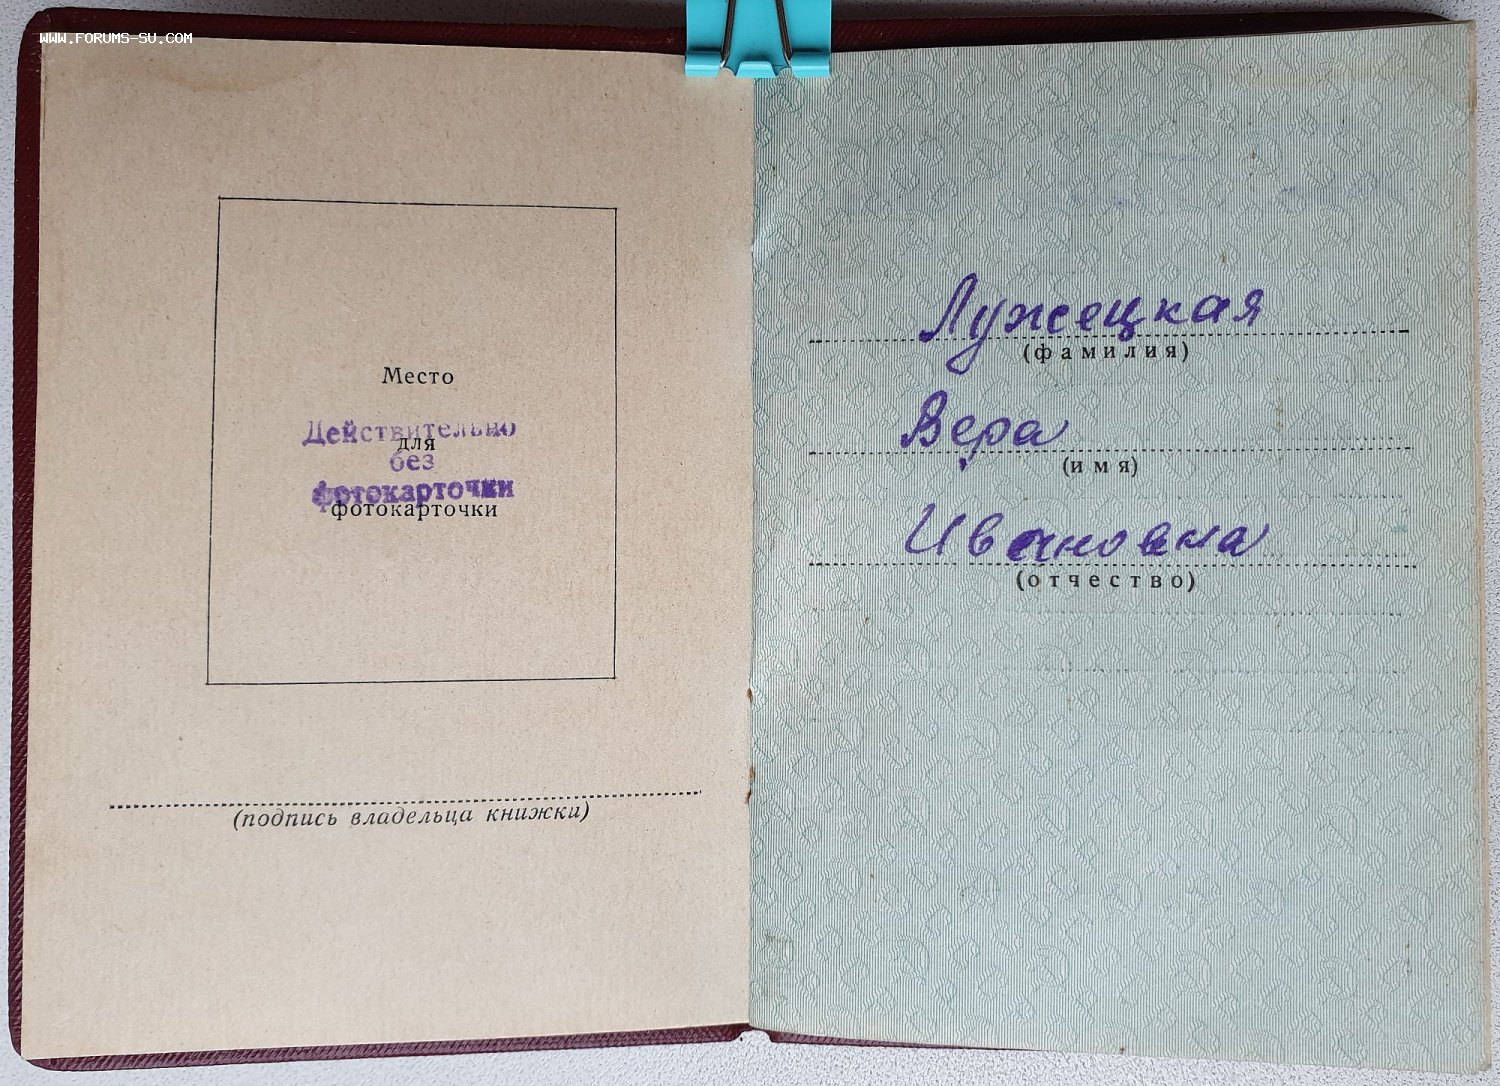 WWW.FORUMS-SU.COM
Место
Действительно
для
без
фотокарточки
фотокарточки
(подпись владельца книжки)
Лужецкая
(фамилия)
Вера
(имя)
Ивановна
(отчество)